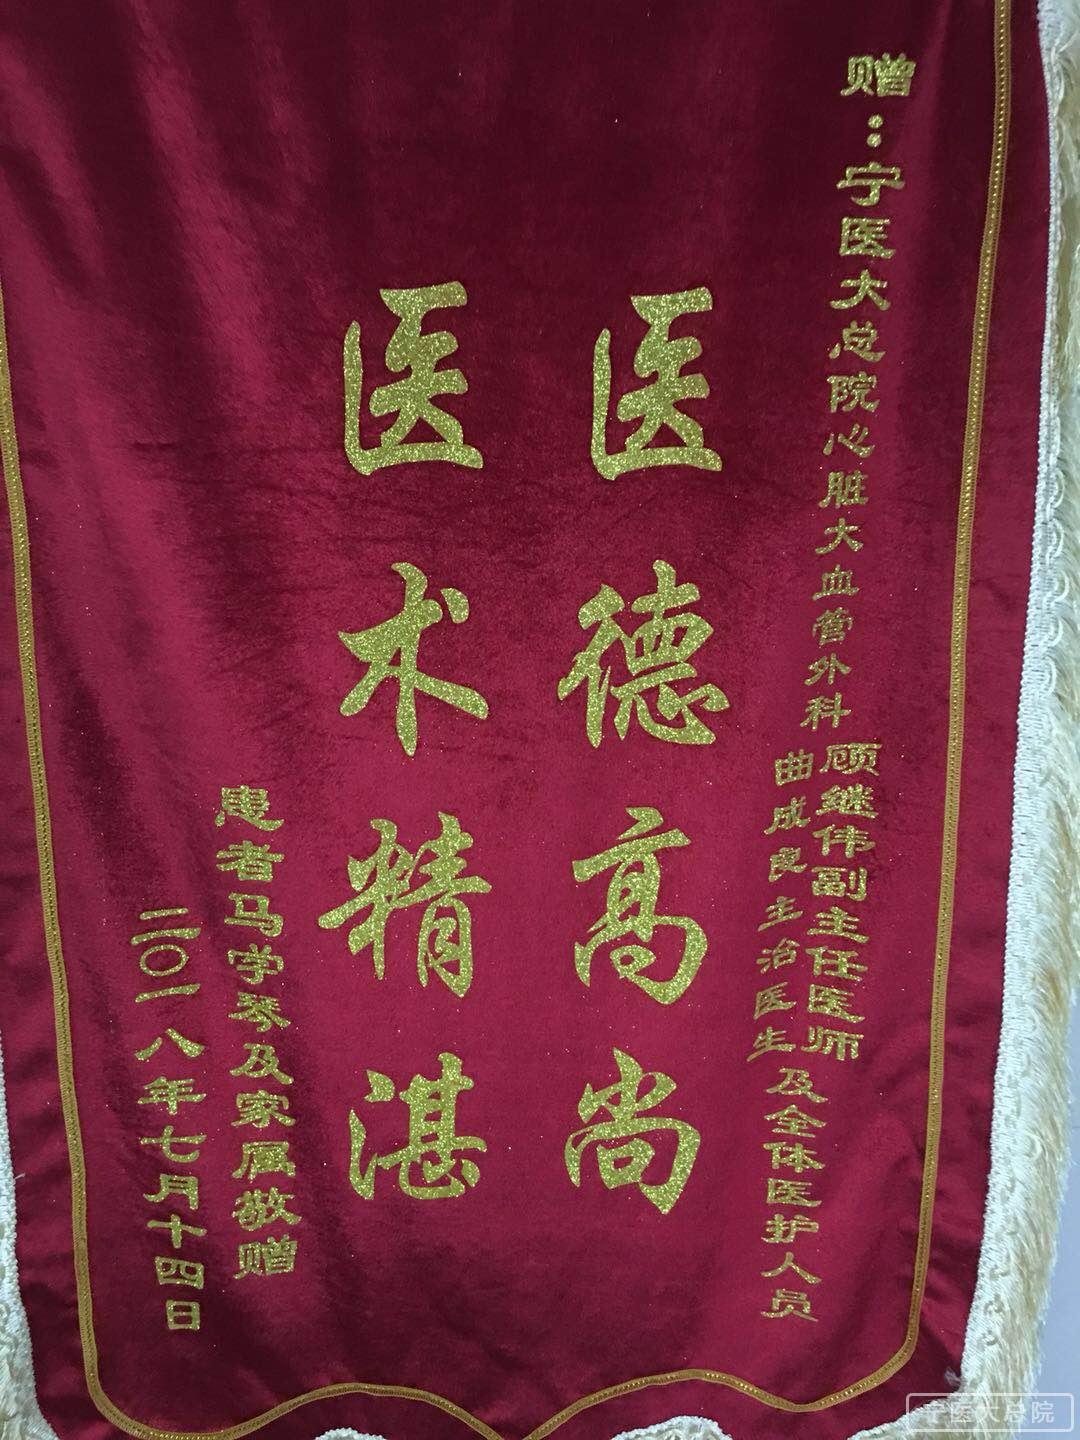 赠：宁医大总院心脏大血管外科
顾继伟副主任医师
曲成良主治医生
及全体医护人员
医德高尚
医术精湛
患者马学琴及家属敬赠
二〇一八年七月十四日
宁医大总院